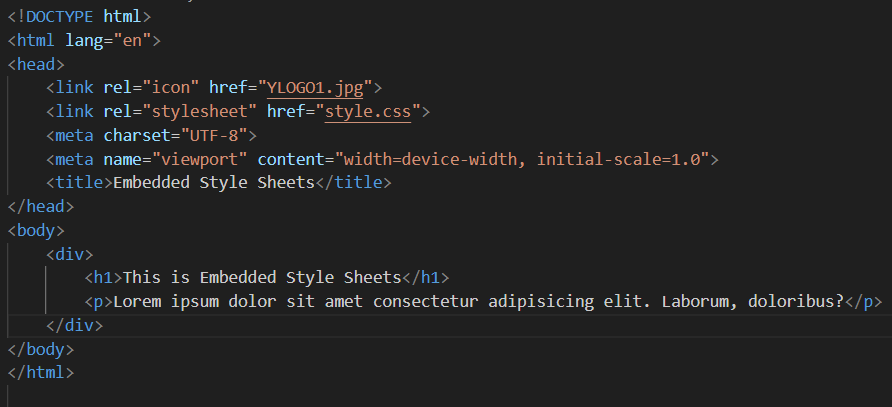 <!DOCTYPE html>
<html lang="en">
<head>
    <link rel="icon" href="YLOGO1.jpg">
    <link rel="stylesheet" href="style.css">
    <meta charset="UTF-8">
    <meta name="viewport" content="width=device-width, initial-scale=1.0">
    <title>Embedded Style Sheets</title>
</head>
<body>
    <div>
        <h1>This is Embedded Style Sheets</h1>
        <p>Lorem ipsum dolor sit amet consectetur adipisicing elit. Laborum, doloribus?</p>
    </div>
</body>
</html>